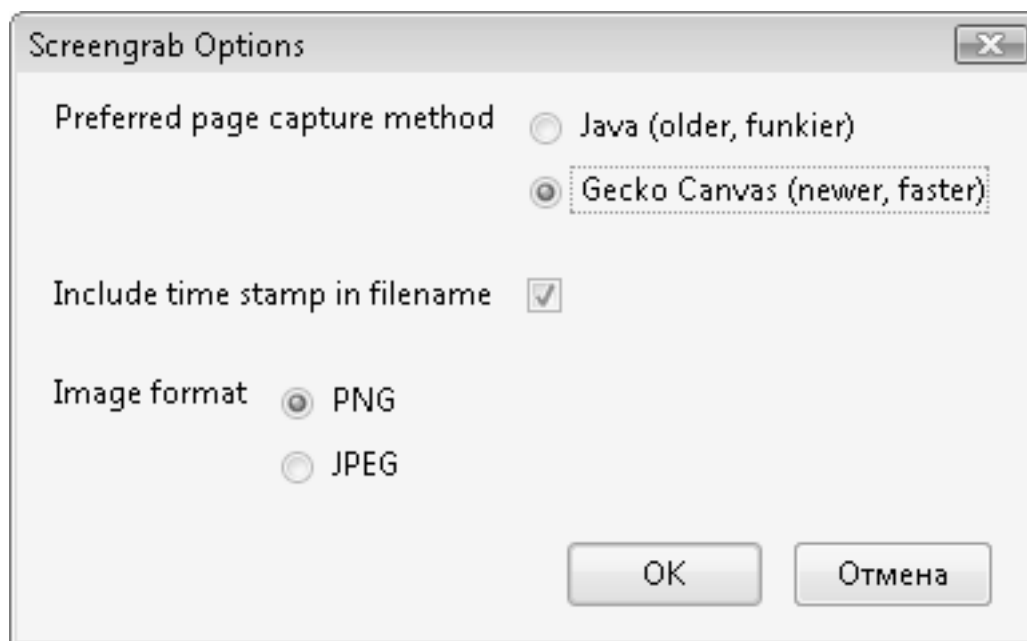 Screengrab Options
Preferred page capture method
Java (older, funkier)
Gecko Canvas (newer, faster)
Include time stamp in filename
Image format
PNG
JPEG
OK
Отмена